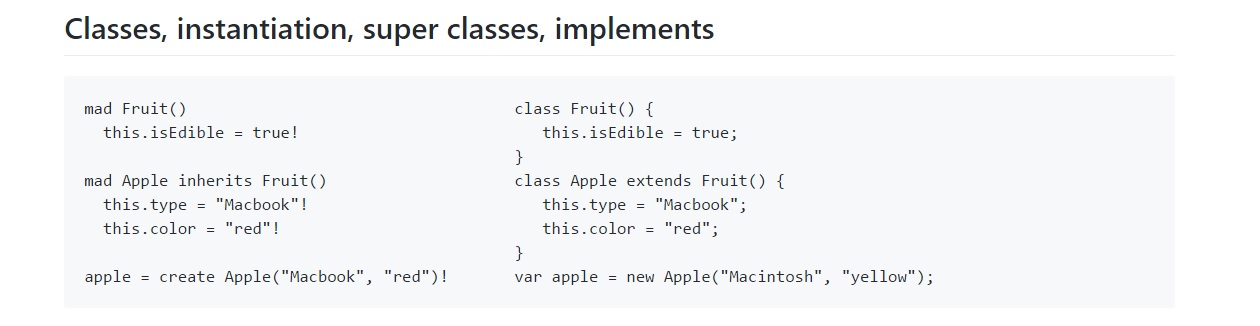 Classes, instantiation, super classes, implements
mad Fruit()
  this.isEdible = true!
mad Apple inherits Fruit()
  this.type = "Macbook"!
  this.color = "red"!
apple = create Apple("Macbook", "red")!
class Fruit() {
   this.isEdible = true;
}
class Apple extends Fruit() {
   this.type = "Macbook";
   this.color = "red";
}
var apple = new Apple("Macintosh", "yellow");